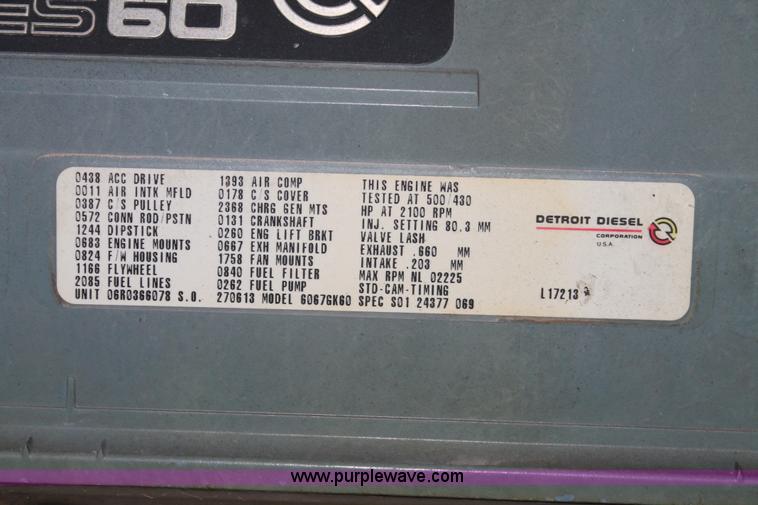 ES60
0438 ACC DRIVE 1393 AIR COMP THIS ENGINE WAS
0011 AIR INTK MFLD 0178 C/S COVER TESTED AT 500/430
0387 C/S PULLEY 2368 CHRG GEN MTS HP AT 2100 RPM
0572 CONN ROD/PSTN 0131 CRANKSHAFT INJ. SETTING 80.3 MM
1244 DIPSTICK 0260 ENG LIFT BRKT VALVE LASH
0683 ENGINE MOUNTS 0667 EXH MANIFOLD EXHAUST .660 MM
0824 F/W HOUSING 1758 FAN MOUNTS INTAKE .203 MM
1166 FLYWHEEL 0840 FUEL FILTER MAX RPM NL 02225
2085 FUEL LINES 0262 FUEL PUMP STD-CAM-TIMING
UNIT 06R0366078 S.O. 270613 MODEL 6067GK60 SPEC S01 24377 069
DETROIT DIESEL
CORPORATION
U.S.A.
L17213
www.purplewave.com